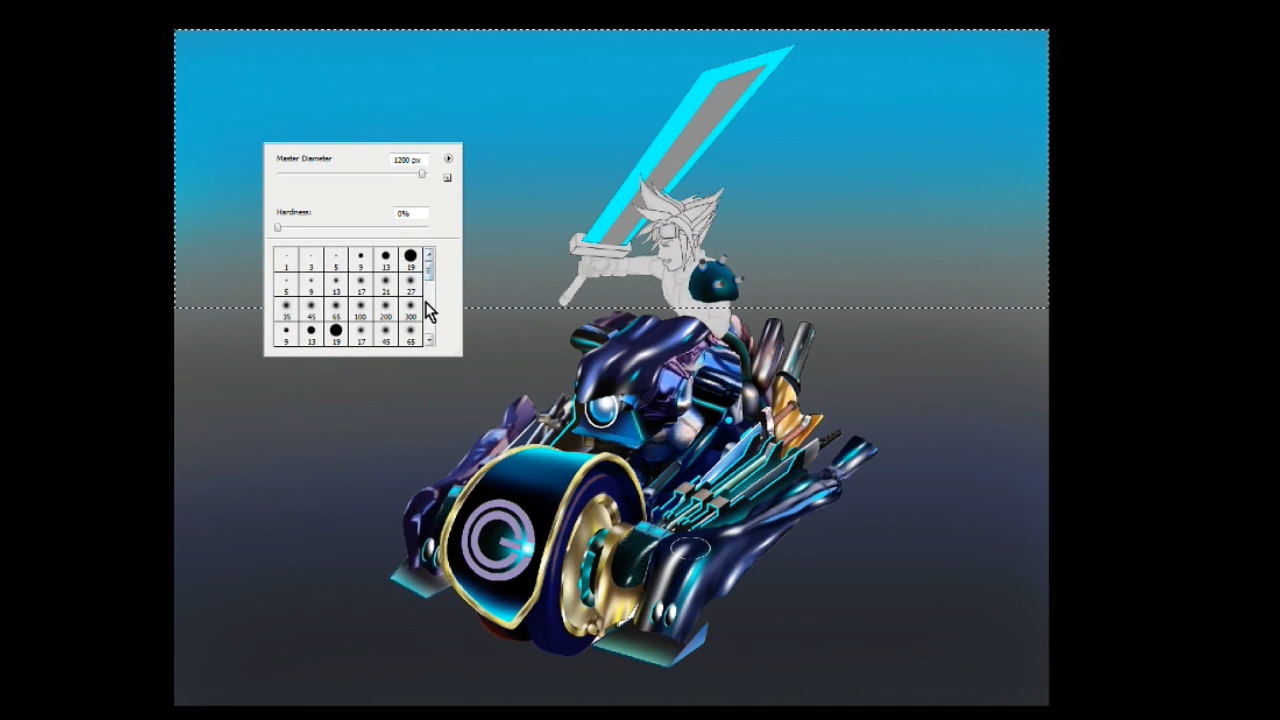 Master Diameter 1200 px
Hardness: 0%
1 3 5 9 13 19
5 9 13 17 21 27
35 45 65 100 200 300
9 13 19 17 45 65